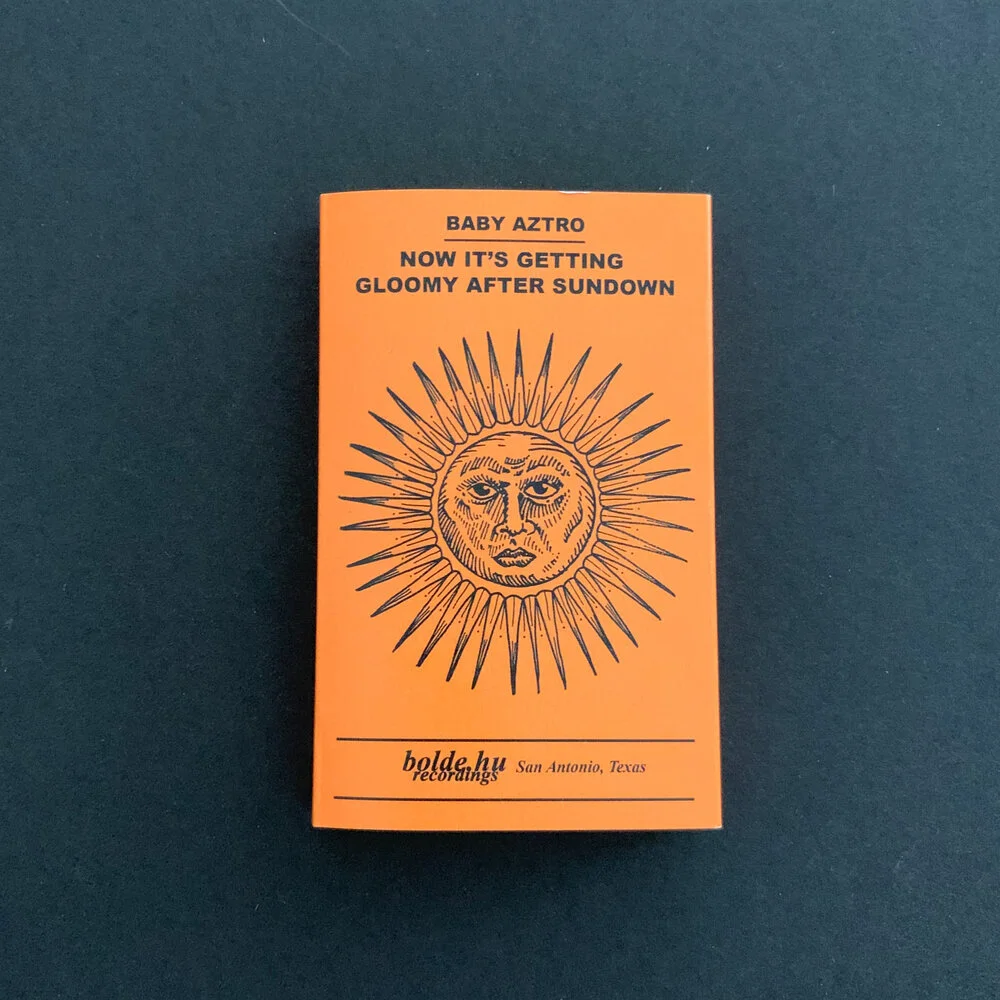 BABY AZTRO
NOW IT'S GETTING
GLOOMY AFTER SUNDOWN
bolde.hu
recordings
San Antonio, Texas